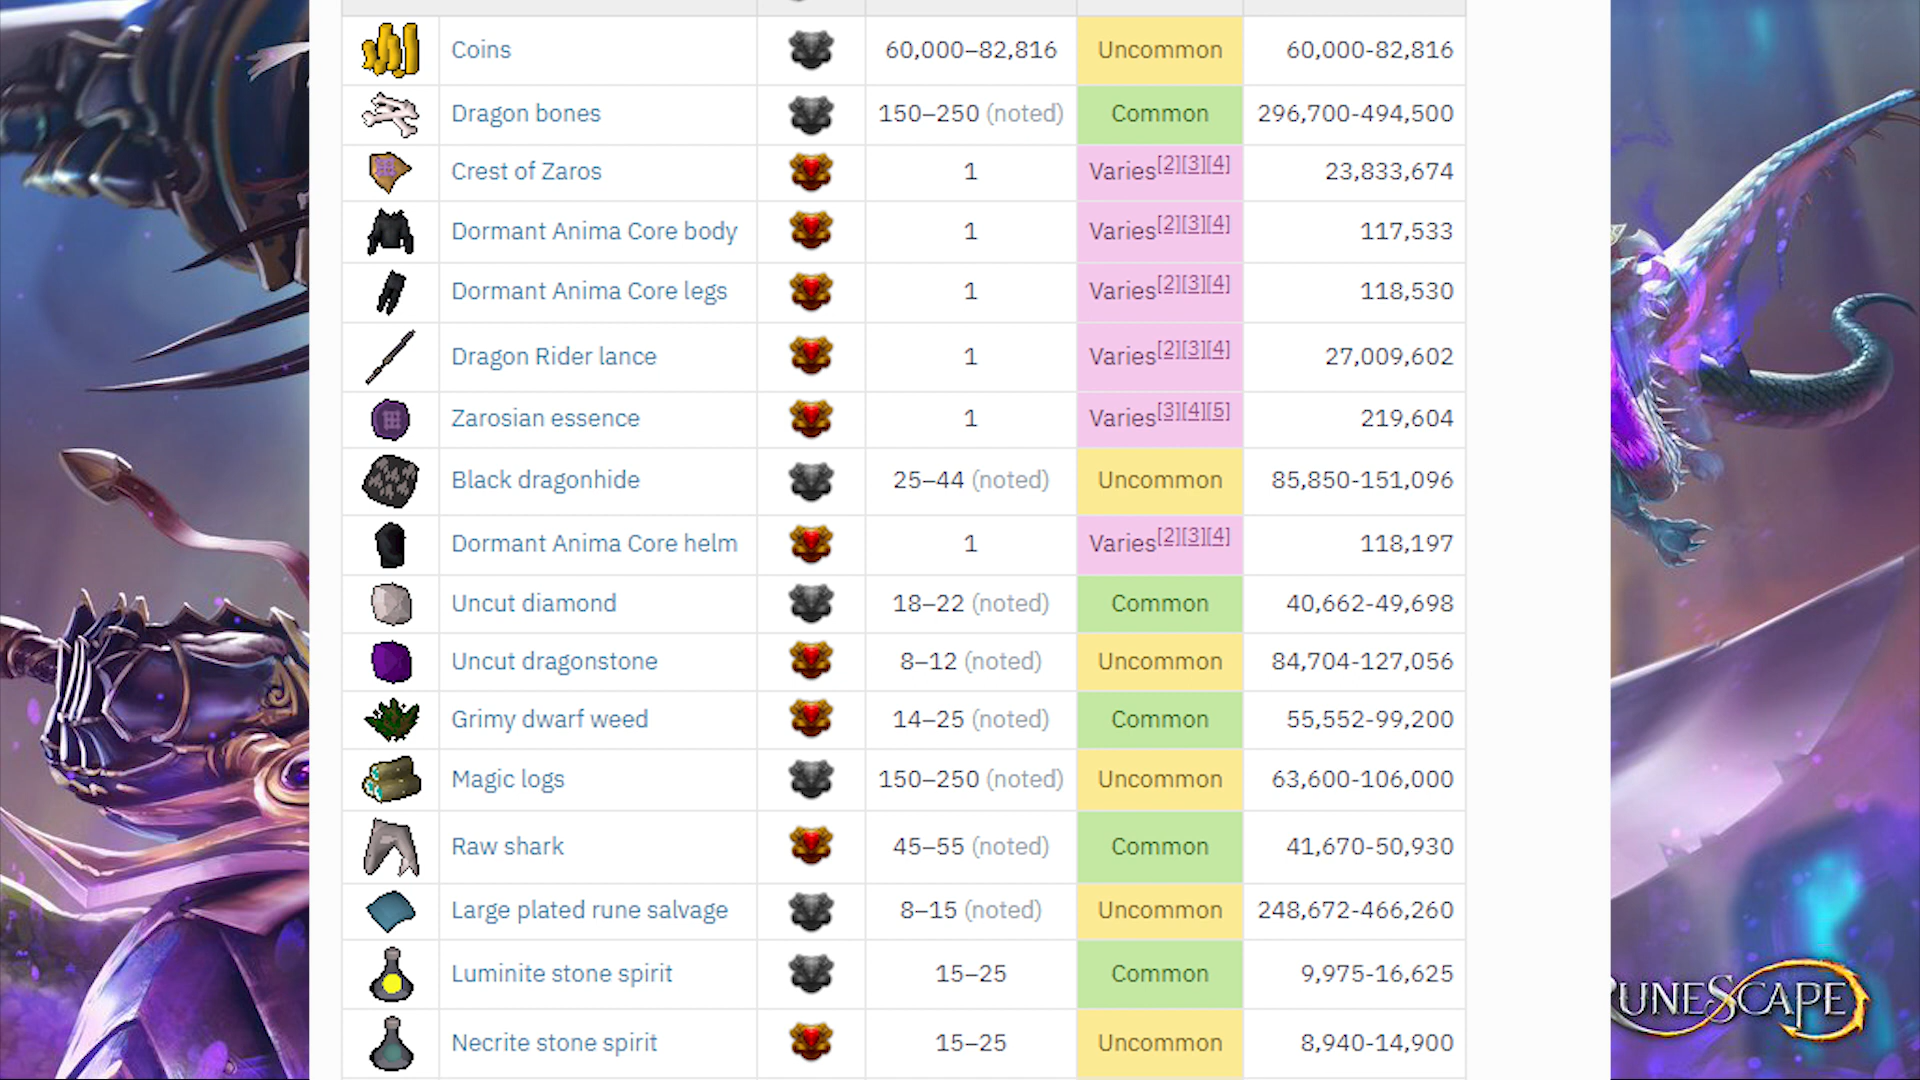 Coins 60,000–82,816 Uncommon 60,000-82,816
Dragon bones 150–250 (noted) Common 296,700-494,500
Crest of Zaros 1 Varies[2][3][4] 23,833,674
Dormant Anima Core body 1 Varies[2][3][4] 117,533
Dormant Anima Core legs 1 Varies[2][3][4] 118,530
Dragon Rider lance 1 Varies[2][3][4] 27,009,602
Zarosian essence 1 Varies[3][4][5] 219,604
Black dragonhide 25–44 (noted) Uncommon 85,850-151,096
Dormant Anima Core helm 1 Varies[2][3][4] 118,197
Uncut diamond 18–22 (noted) Common 40,662-49,698
Uncut dragonstone 8–12 (noted) Uncommon 84,704-127,056
Grimy dwarf weed 14–25 (noted) Common 55,552-99,200
Magic logs 150–250 (noted) Uncommon 63,600-106,000
Raw shark 45–55 (noted) Common 41,670-50,930
Large plated rune salvage 8–15 (noted) Uncommon 248,672-466,260
Luminite stone spirit 15–25 Common 9,975-16,625
Necrite stone spirit 15–25 Uncommon 8,940-14,900
RUNESCAPE